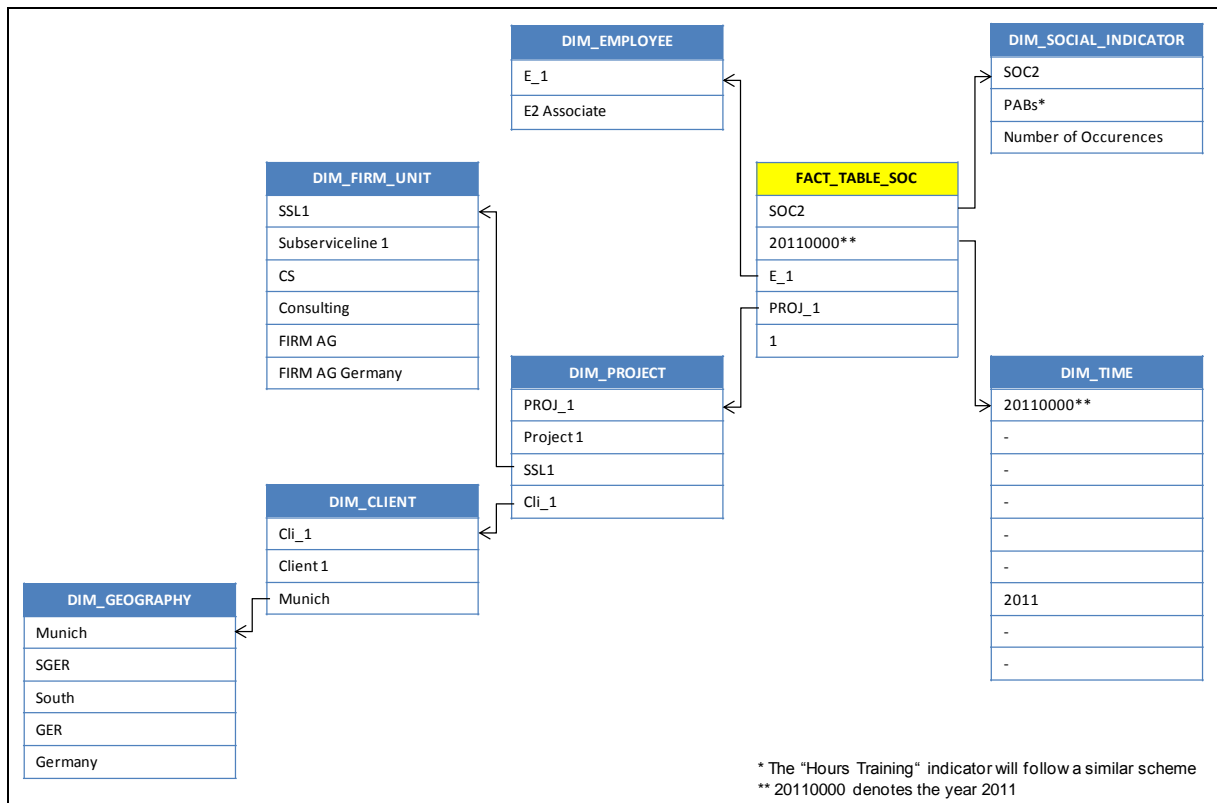 DIM_EMPLOYEE
E_1
E2 Associate
DIM_SOCIAL_INDICATOR
SOC2
PABs*
Number of Occurences
DIM_FIRM_UNIT
SSL1
Subserviceline 1
CS
Consulting
FIRM AG
FIRM AG Germany
FACT_TABLE_SOC
SOC2
20110000**
E_1
PROJ_1
1
DIM_PROJECT
PROJ_1
Project 1
SSL1
Cli_1
DIM_TIME
20110000**
-
-
-
-
-
2011
-
-
DIM_CLIENT
Cli_1
Client 1
Munich
DIM_GEOGRAPHY
Munich
SGER
South
GER
Germany
* The “Hours Training“ indicator will follow a similar scheme
** 20110000 denotes the year 2011